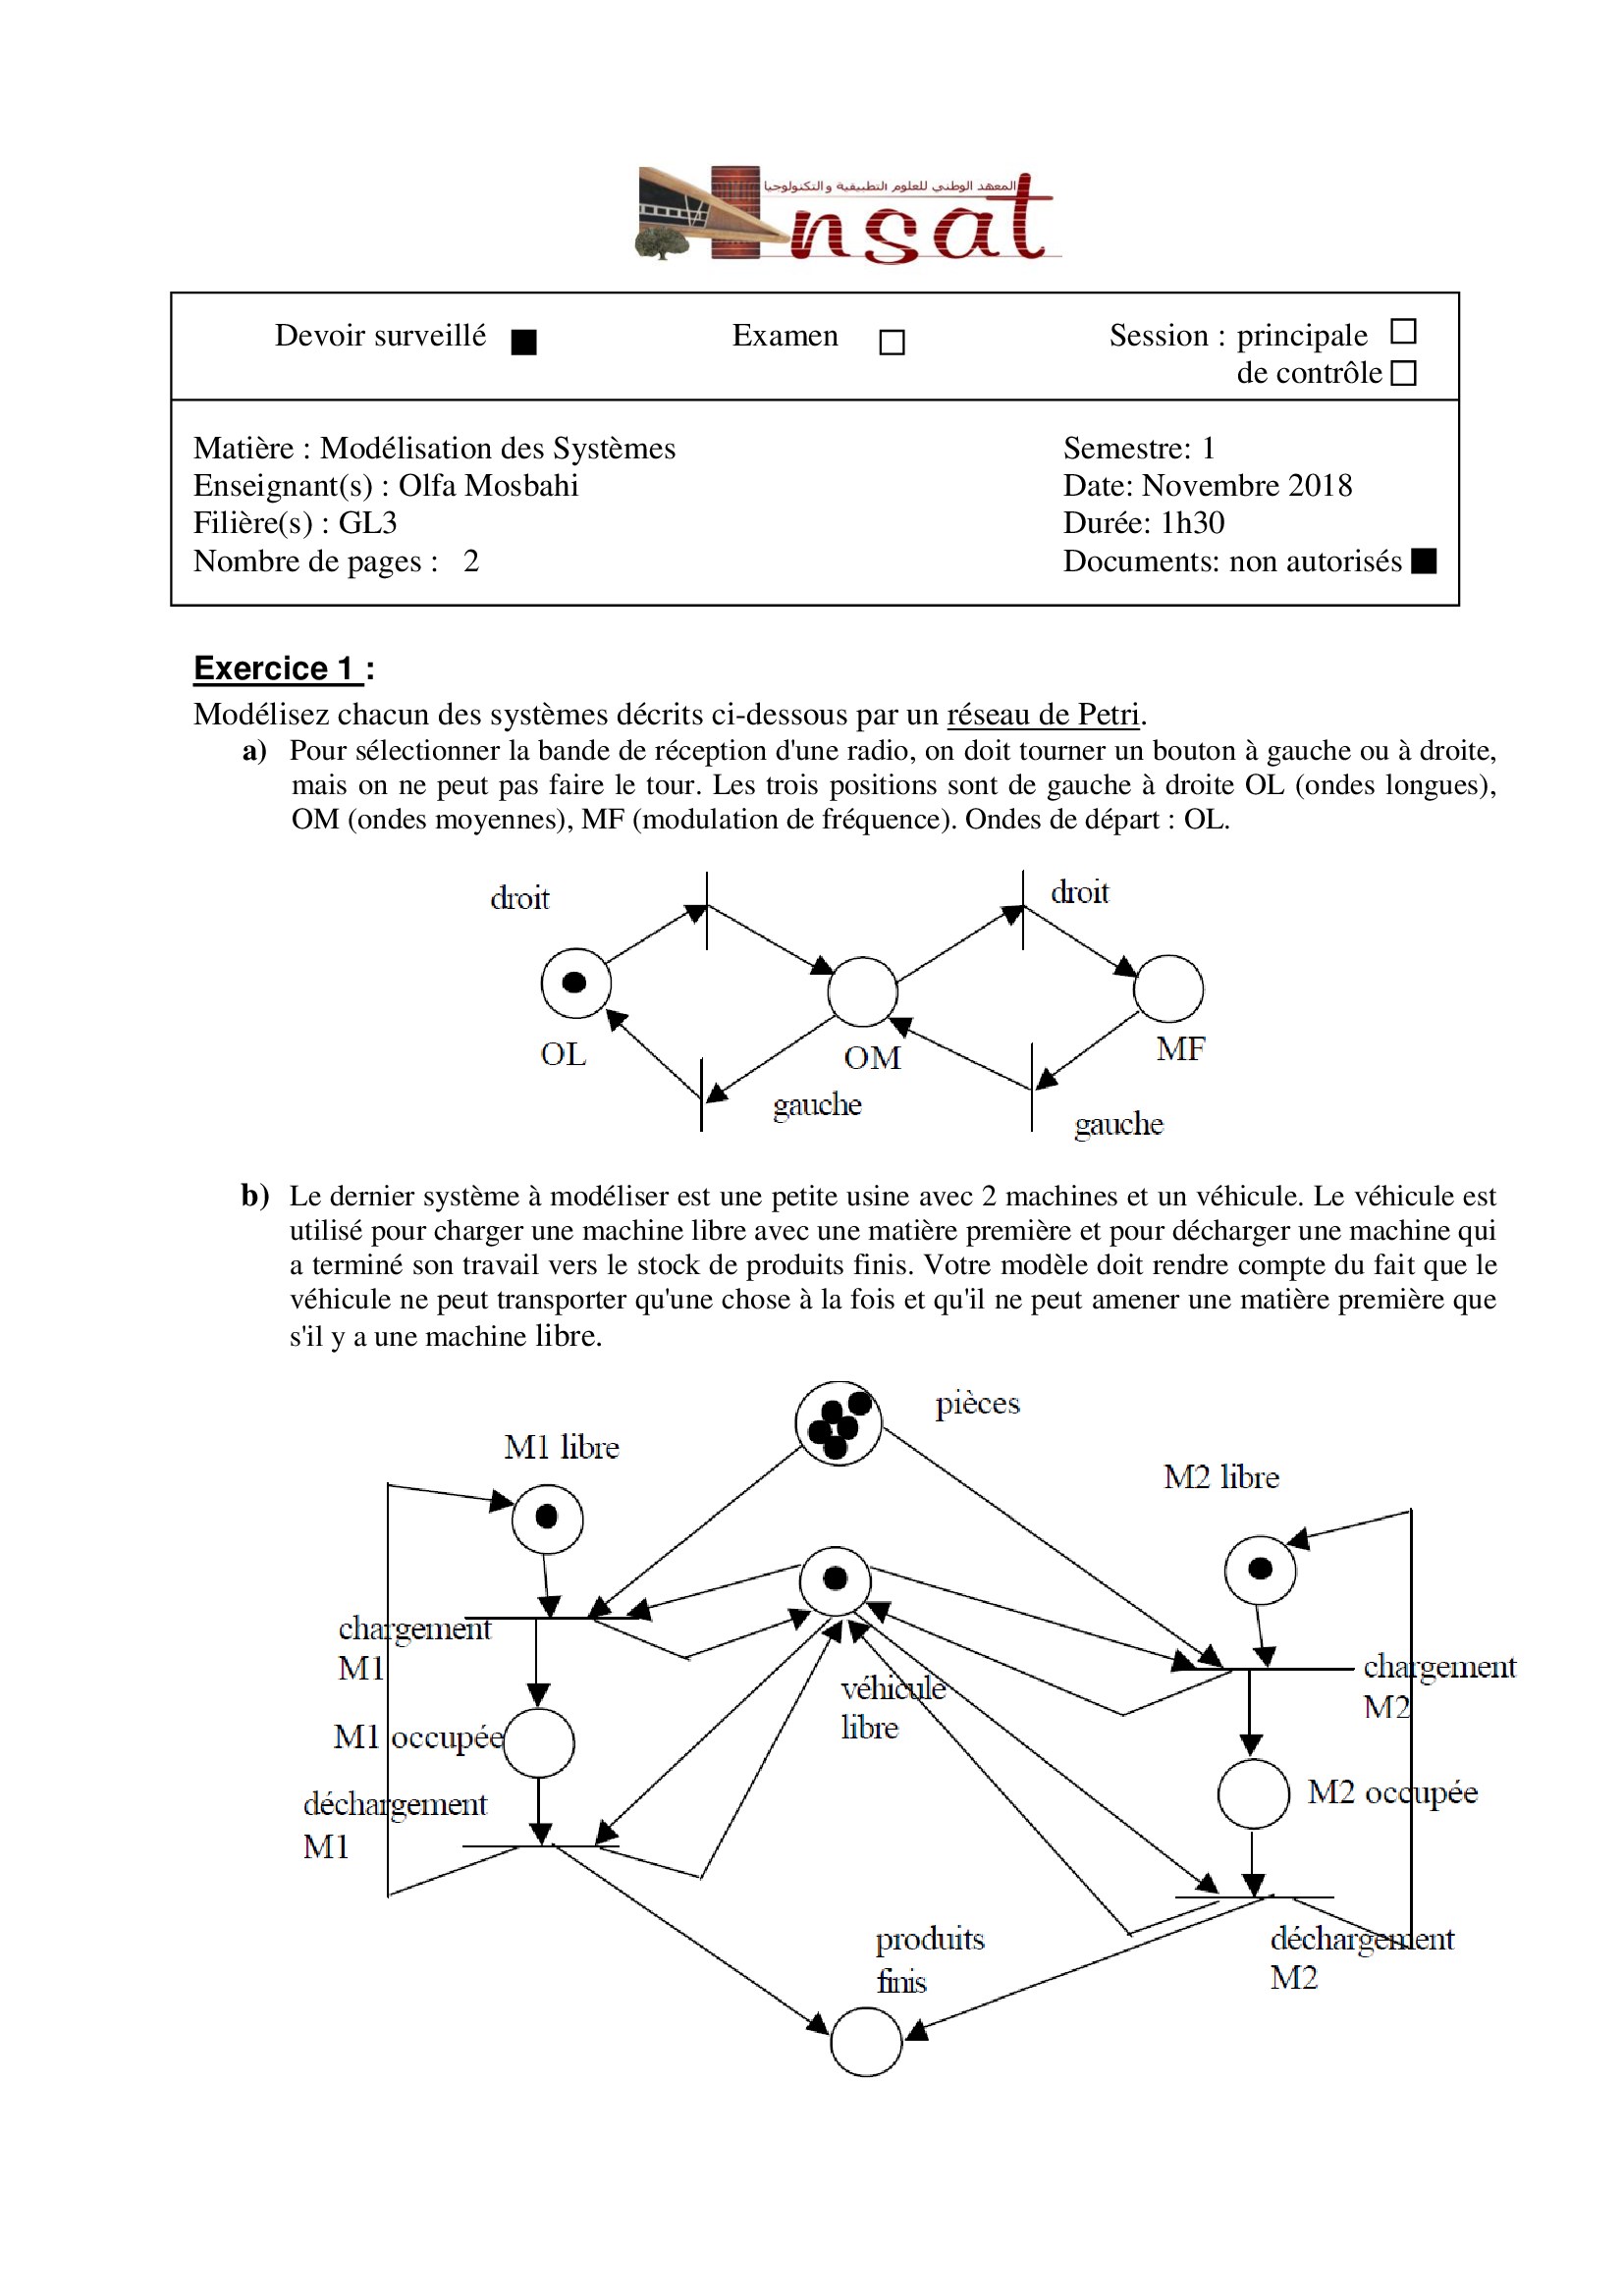 المعهد الوطني للعلوم التطبيقية و التكنولوجيا
nsat
Devoir surveillé ■ Examen □ Session : principale □
de contrôle □
Matière : Modélisation des Systèmes Semestre: 1
Enseignant(s) : Olfa Mosbahi Date: Novembre 2018
Filière(s) : GL3 Durée: 1h30
Nombre de pages : 2 Documents: non autorisés ■
Exercice 1 :
Modélisez chacun des systèmes décrits ci-dessous par un réseau de Petri.
a) Pour sélectionner la bande de réception d'une radio, on doit tourner un bouton à gauche ou à droite,
mais on ne peut pas faire le tour. Les trois positions sont de gauche à droite OL (ondes longues),
OM (ondes moyennes), MF (modulation de fréquence). Ondes de départ : OL.
droit droit
OL OM MF
gauche gauche
b) Le dernier système à modéliser est une petite usine avec 2 machines et un véhicule. Le véhicule est
utilisé pour charger une machine libre avec une matière première et pour décharger une machine qui
a terminé son travail vers le stock de produits finis. Votre modèle doit rendre compte du fait que le
véhicule ne peut transporter qu'une chose à la fois et qu'il ne peut amener une matière première que
s'il y a une machine libre.
pièces
M1 libre
M2 libre
chargement
M1
véhicule
libre
chargement
M2
M1 occupée
M2 occupée
déchargement
M1
produits
finis
déchargement
M2